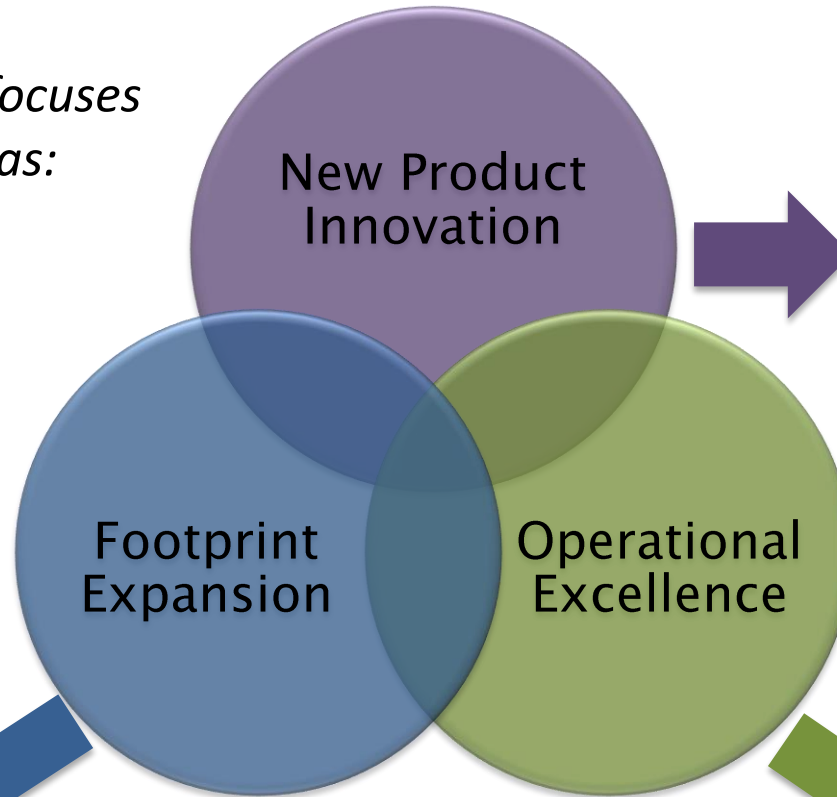 focuses
as:
New Product
Innovation
Footprint
Expansion
Operational
Excellence